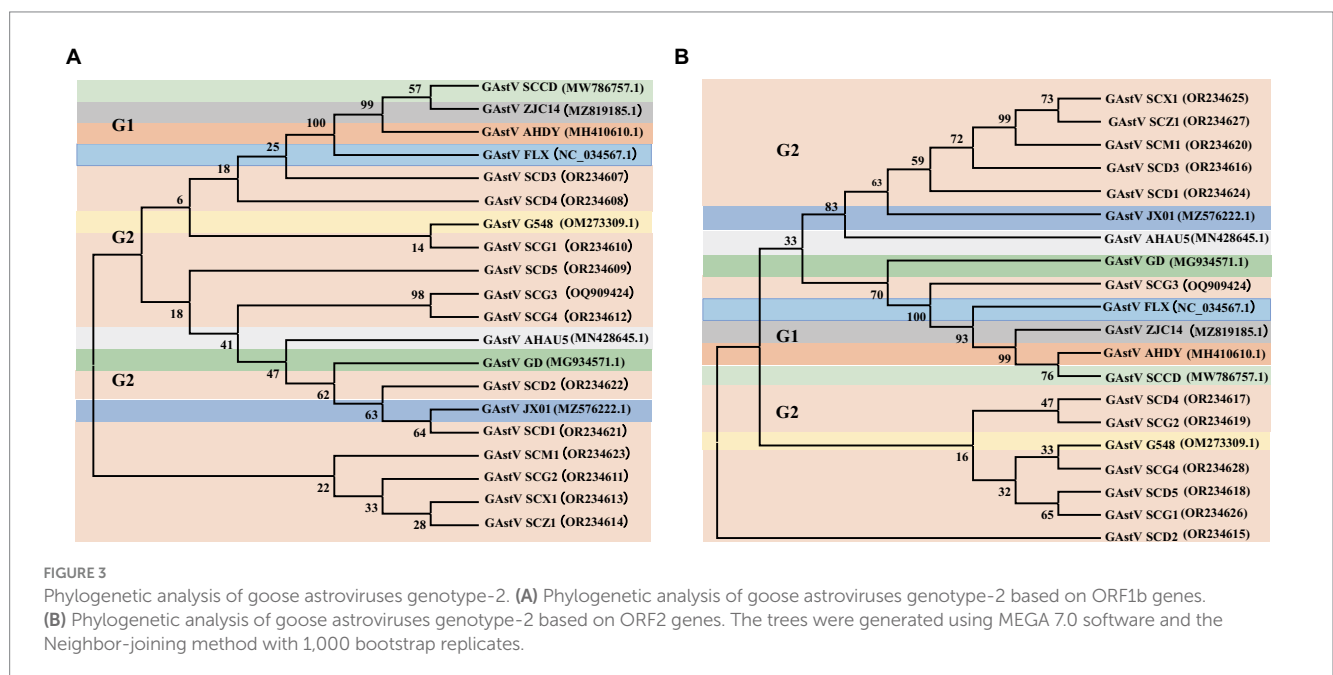 A
GAstV SCCD (MW786757.1)
GAstV ZJC14 (MZ819185.1)
GAstV AHDY (MH410610.1)
GAstV FLX (NC_034567.1)
GAstV SCD3 (OR234607)
GAstV SCD4 (OR234608)
GAstV G548 (OM273309.1)
GAstV SCG1 (OR234610)
GAstV SCD5 (OR234609)
GAstV SCG3 (OQ909424)
GAstV SCG4 (OR234612)
GAstV AHAU5 (MN428645.1)
GAstV GD (MG934571.1)
GAstV SCD2 (OR234622)
GAstV JX01 (MZ576222.1)
GAstV SCD1 (OR234621)
GAstV SCM1 (OR234623)
GAstV SCG2 (OR234611)
GAstV SCX1 (OR234613)
GAstV SCZ1 (OR234614)
G1
G2
G2
57
99
100
25
18
6
14
18
98
41
47
62
63
64
22
33
28
B
GAstV SCX1 (OR234625)
GAstV SCZ1 (OR234627)
GAstV SCM1 (OR234620)
GAstV SCD3 (OR234616)
GAstV SCD1 (OR234624)
GAstV JX01 (MZ576222.1)
GAstV AHAU5 (MN428645.1)
GAstV GD (MG934571.1)
GAstV SCG3 (OQ909424)
GAstV FLX (NC_034567.1)
GAstV ZJC14 (MZ819185.1)
GAstV AHDY (MH410610.1)
GAstV SCCD (MW786757.1)
GAstV SCD4 (OR234617)
GAstV SCG2 (OR234619)
GAstV G548 (OM273309.1)
GAstV SCG4 (OR234628)
GAstV SCD5 (OR234618)
GAstV SCG1 (OR234626)
GAstV SCD2 (OR234615)
G2
G1
G2
73
99
72
59
63
83
33
70
100
93
99
76
47
16
33
32
65
FIGURE 3
Phylogenetic analysis of goose astroviruses genotype-2. (A) Phylogenetic analysis of goose astroviruses genotype-2 based on ORF1b genes.
(B) Phylogenetic analysis of goose astroviruses genotype-2 based on ORF2 genes. The trees were generated using MEGA 7.0 software and the
Neighbor-joining method with 1,000 bootstrap replicates.